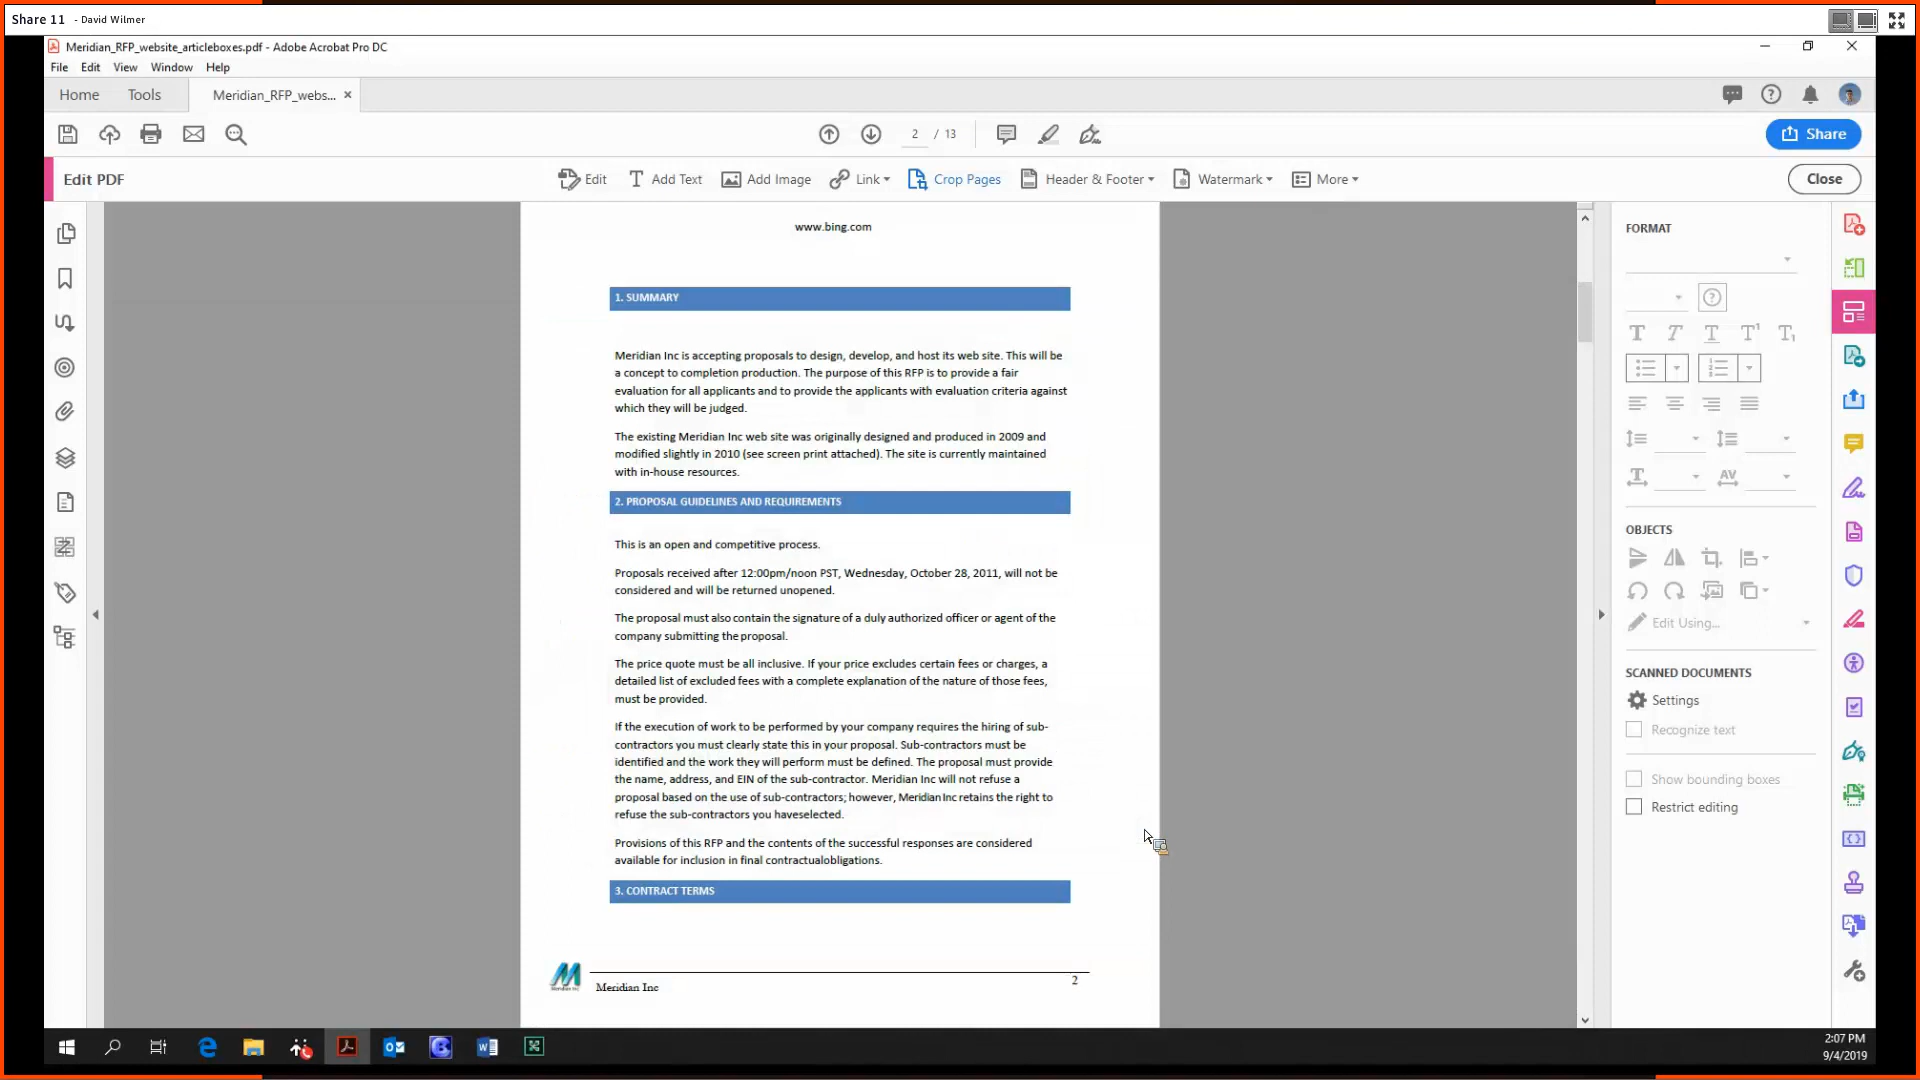 Share 11 - David Wilmer
Meridian_RFP_website_articleboxes.pdf - Adobe Acrobat Pro DC
File Edit View Window Help
Home Tools Meridian_RFP_webs... ×
2 / 13
Share
Edit PDF
Edit Add Text Add Image Link Crop Pages Header & Footer Watermark More
Close
www.bing.com
1. SUMMARY
Meridian Inc is accepting proposals to design, develop, and host its web site. This will be
a concept to completion production. The purpose of this RFP is to provide a fair
evaluation for all applicants and to provide the applicants with evaluation criteria against
which they will be judged.
The existing Meridian Inc web site was originally designed and produced in 2009 and
modified slightly in 2010 (see screen print attached). The site is currently maintained
with in-house resources.
2. PROPOSAL GUIDELINES AND REQUIREMENTS
This is an open and competitive process.
Proposals received after 12:00pm/noon PST, Wednesday, October 28, 2011, will not be
considered and will be returned unopened.
The proposal must also contain the signature of a duly authorized officer or agent of the
company submitting the proposal.
The price quote must be all inclusive. If your price excludes certain fees or charges, a
detailed list of excluded fees with a complete explanation of the nature of those fees,
must be provided.
If the execution of work to be performed by your company requires the hiring of sub-
contractors you must clearly state this in your proposal. Sub-contractors must be
identified and the work they will perform must be defined. The proposal must provide
the name, address, and EIN of the sub-contractor. Meridian Inc will not refuse a
proposal based on the use of sub-contractors; however, Meridian Inc retains the right to
refuse the sub-contractors you haveselected.
Provisions of this RFP and the contents of the successful responses are considered
available for inclusion in final contractualobligations.
3. CONTRACT TERMS
Meridian Inc
Meridian Inc
2
FORMAT
OBJECTS
Edit Using...
SCANNED DOCUMENTS
Settings
Recognize text
Show bounding boxes
Restrict editing
2:07 PM
9/4/2019